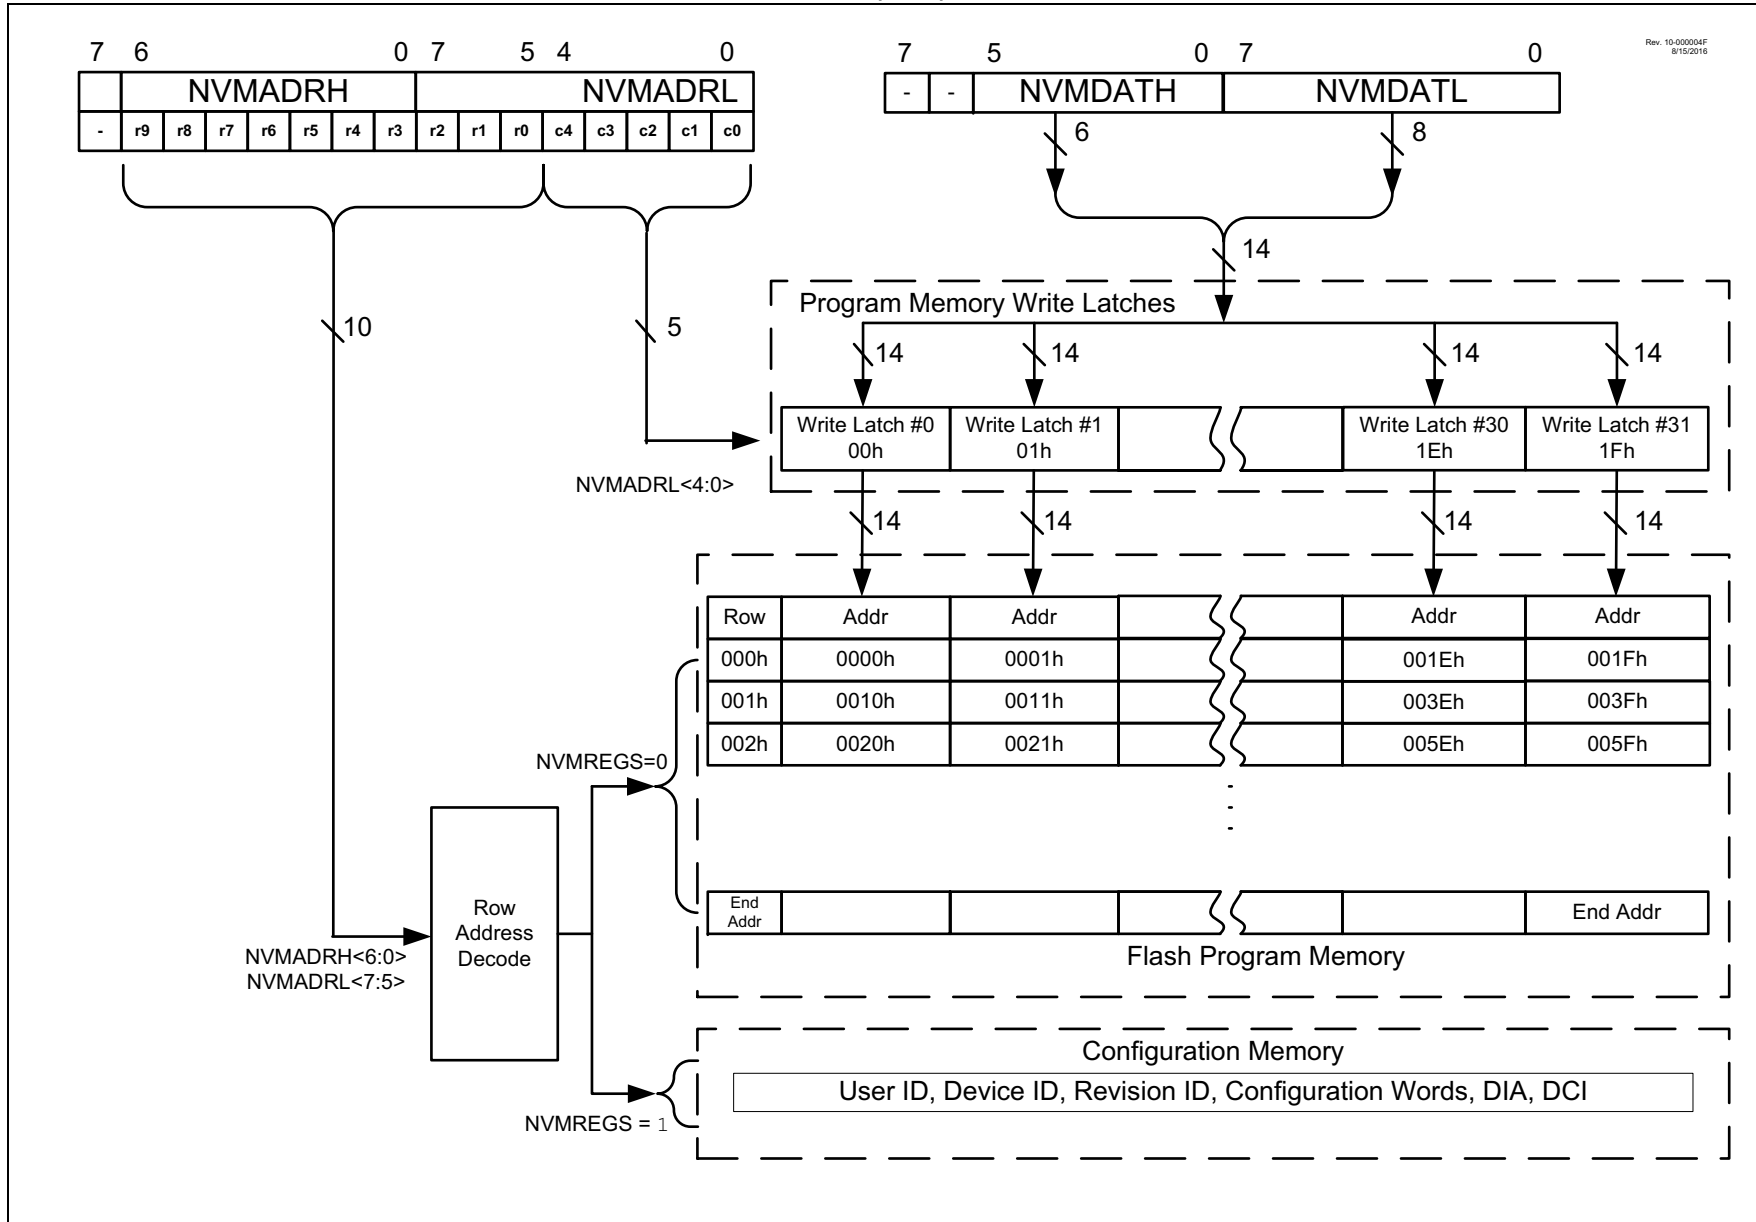 7 6 0 7 5 4 0
7 5 0 7 0
Rev. 10-000004F
8/15/2016
NVMADRH NVMADRL
- - NVMDATH NVMDATL
- r9 r8 r7 r6 r5 r4 r3 r2 r1 r0 c4 c3 c2 c1 c0
6 8
14
10 5
Program Memory Write Latches
14 14 14 14
Write Latch #0 Write Latch #1 Write Latch #30 Write Latch #31
00h 01h 1Eh 1Fh
NVMADRL<4:0>
14 14 14 14
Row Addr Addr Addr Addr
000h 0000h 0001h 001Eh 001Fh
001h 0010h 0011h 003Eh 003Fh
002h 0020h 0021h 005Eh 005Fh
NVMREGS=0
End
Addr
End Addr
Row
Address
Decode
NVMADRH<6:0>
NVMADRL<7:5>
Flash Program Memory
Configuration Memory
User ID, Device ID, Revision ID, Configuration Words, DIA, DCI
NVMREGS = 1